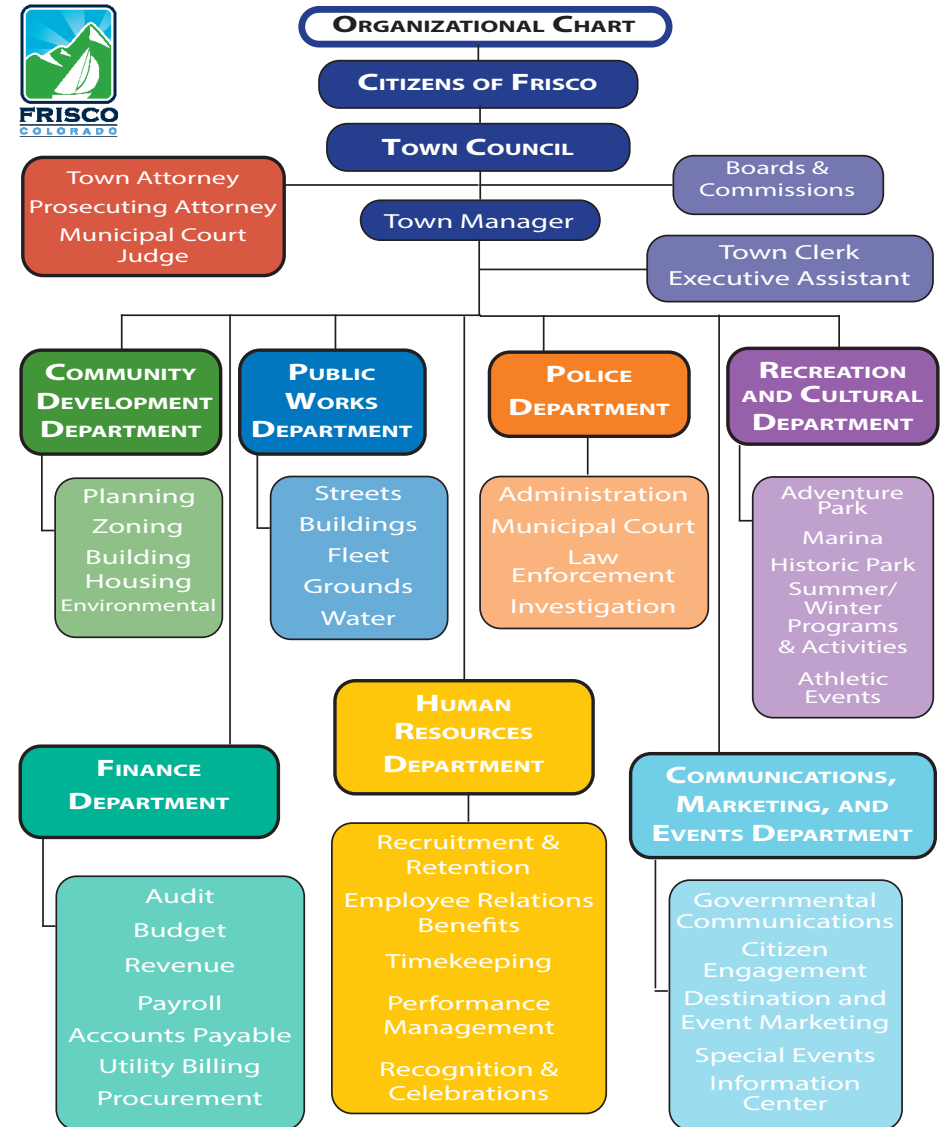 ORGANIZATIONAL CHART
FRISCO
COLORADO
CITIZENS OF FRISCO
TOWN COUNCIL
Town Attorney
Prosecuting Attorney
Municipal Court
Judge
Boards &
Commissions
Town Manager
Town Clerk
Executive Assistant
COMMUNITY
DEVELOPMENT
DEPARTMENT
Planning
Zoning
Building
Housing
Environmental
PUBLIC
WORKS
DEPARTMENT
Streets
Buildings
Fleet
Grounds
Water
POLICE
DEPARTMENT
Administration
Municipal Court
Law
Enforcement
Investigation
RECREATION
AND CULTURAL
DEPARTMENT
Adventure
Park
Marina
Historic Park
Summer/
Winter
Programs
& Activities
Athletic
Events
FINANCE
DEPARTMENT
Audit
Budget
Revenue
Payroll
Accounts Payable
Utility Billing
Procurement
HUMAN
RESOURCES
DEPARTMENT
Recruitment &
Retention
Employee Relations
Benefits
Timekeeping
Performance
Management
Recognition &
Celebrations
COMMUNICATIONS,
MARKETING, AND
EVENTS DEPARTMENT
Governmental
Communications
Citizen
Engagement
Destination and
Event Marketing
Special Events
Information
Center